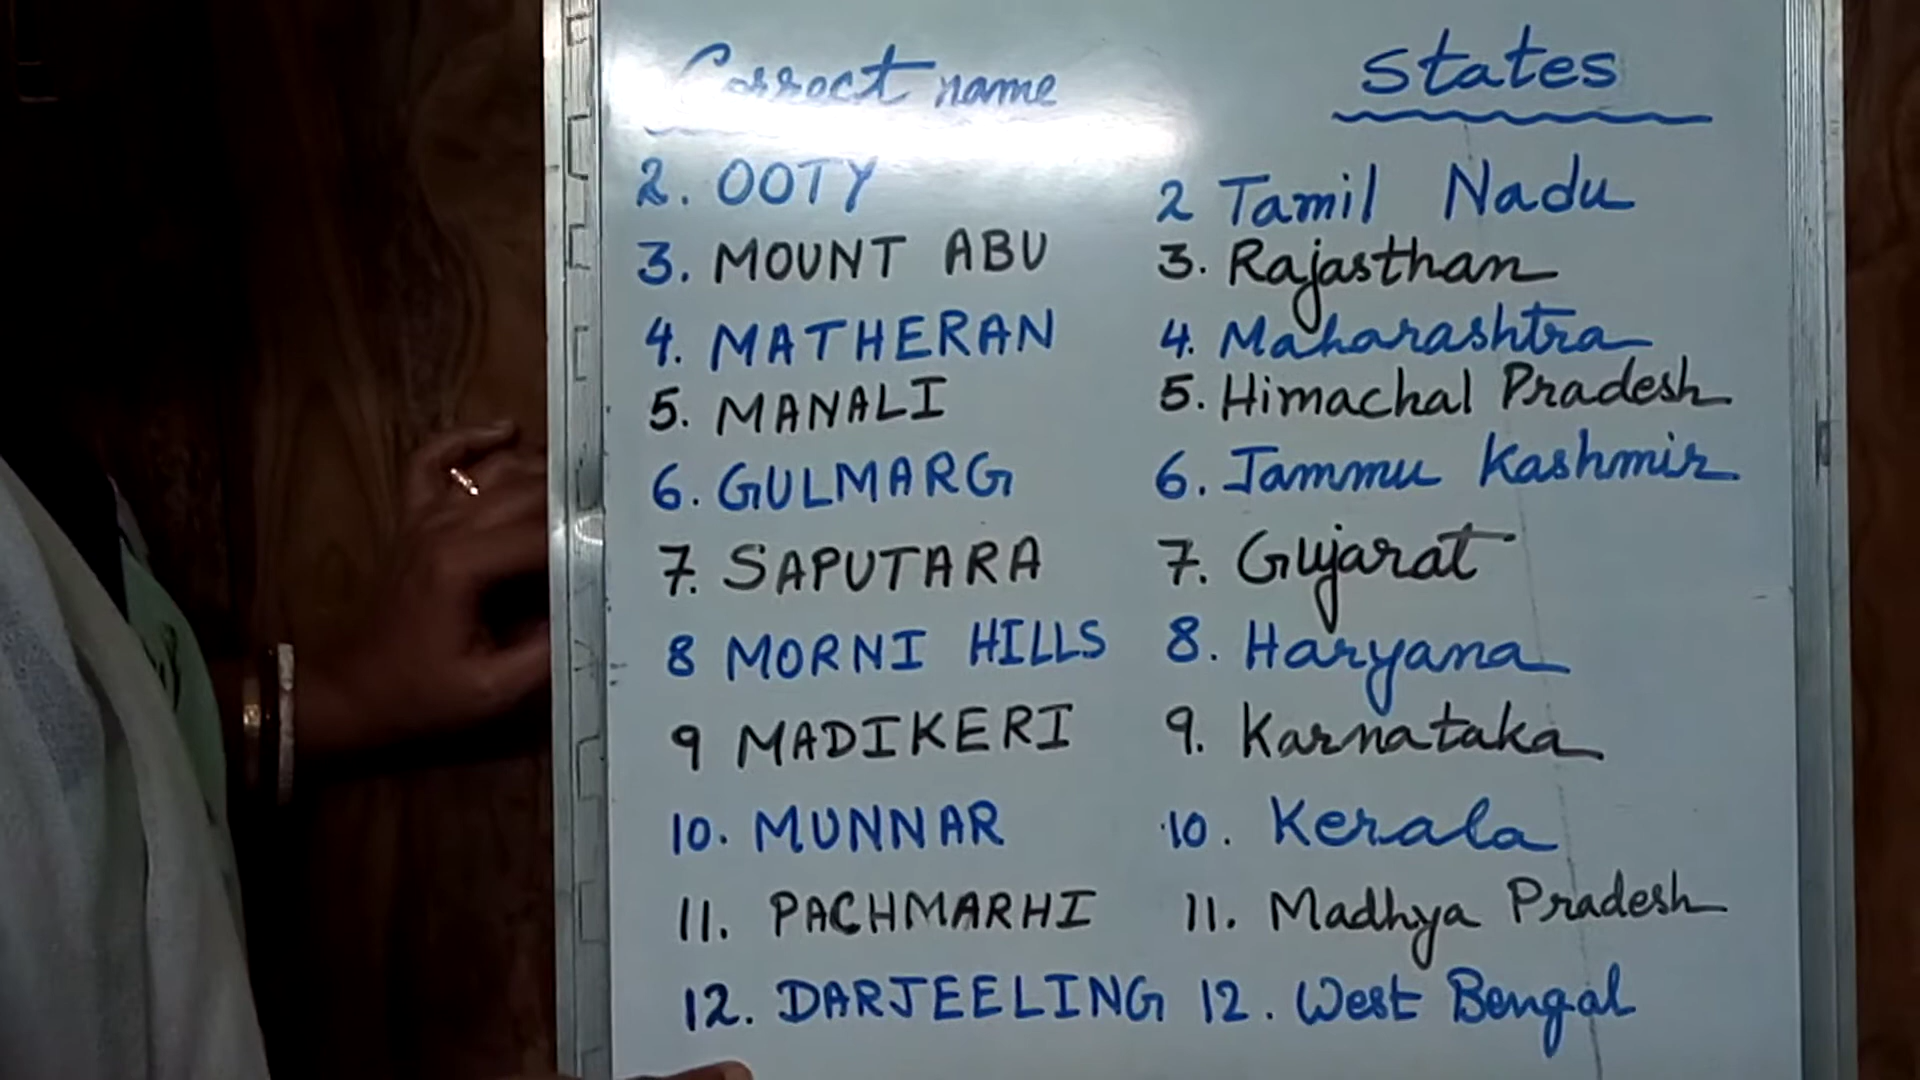 Correct name States
2. OOTY 2 Tamil Nadu
3. MOUNT ABU 3. Rajasthan
4. MATHERAN 4. Maharashtra
5. MANALI 5. Himachal Pradesh
6. GULMARG 6. Jammu Kashmir
7. SAPUTARA 7. Gujarat
8 MORNI HILLS 8. Haryana
9 MADIKERI 9. Karnataka
10. MUNNAR 10. Kerala
11. PACHMARHI 11. Madhya Pradesh
12. DARJEELING 12. West Bengal